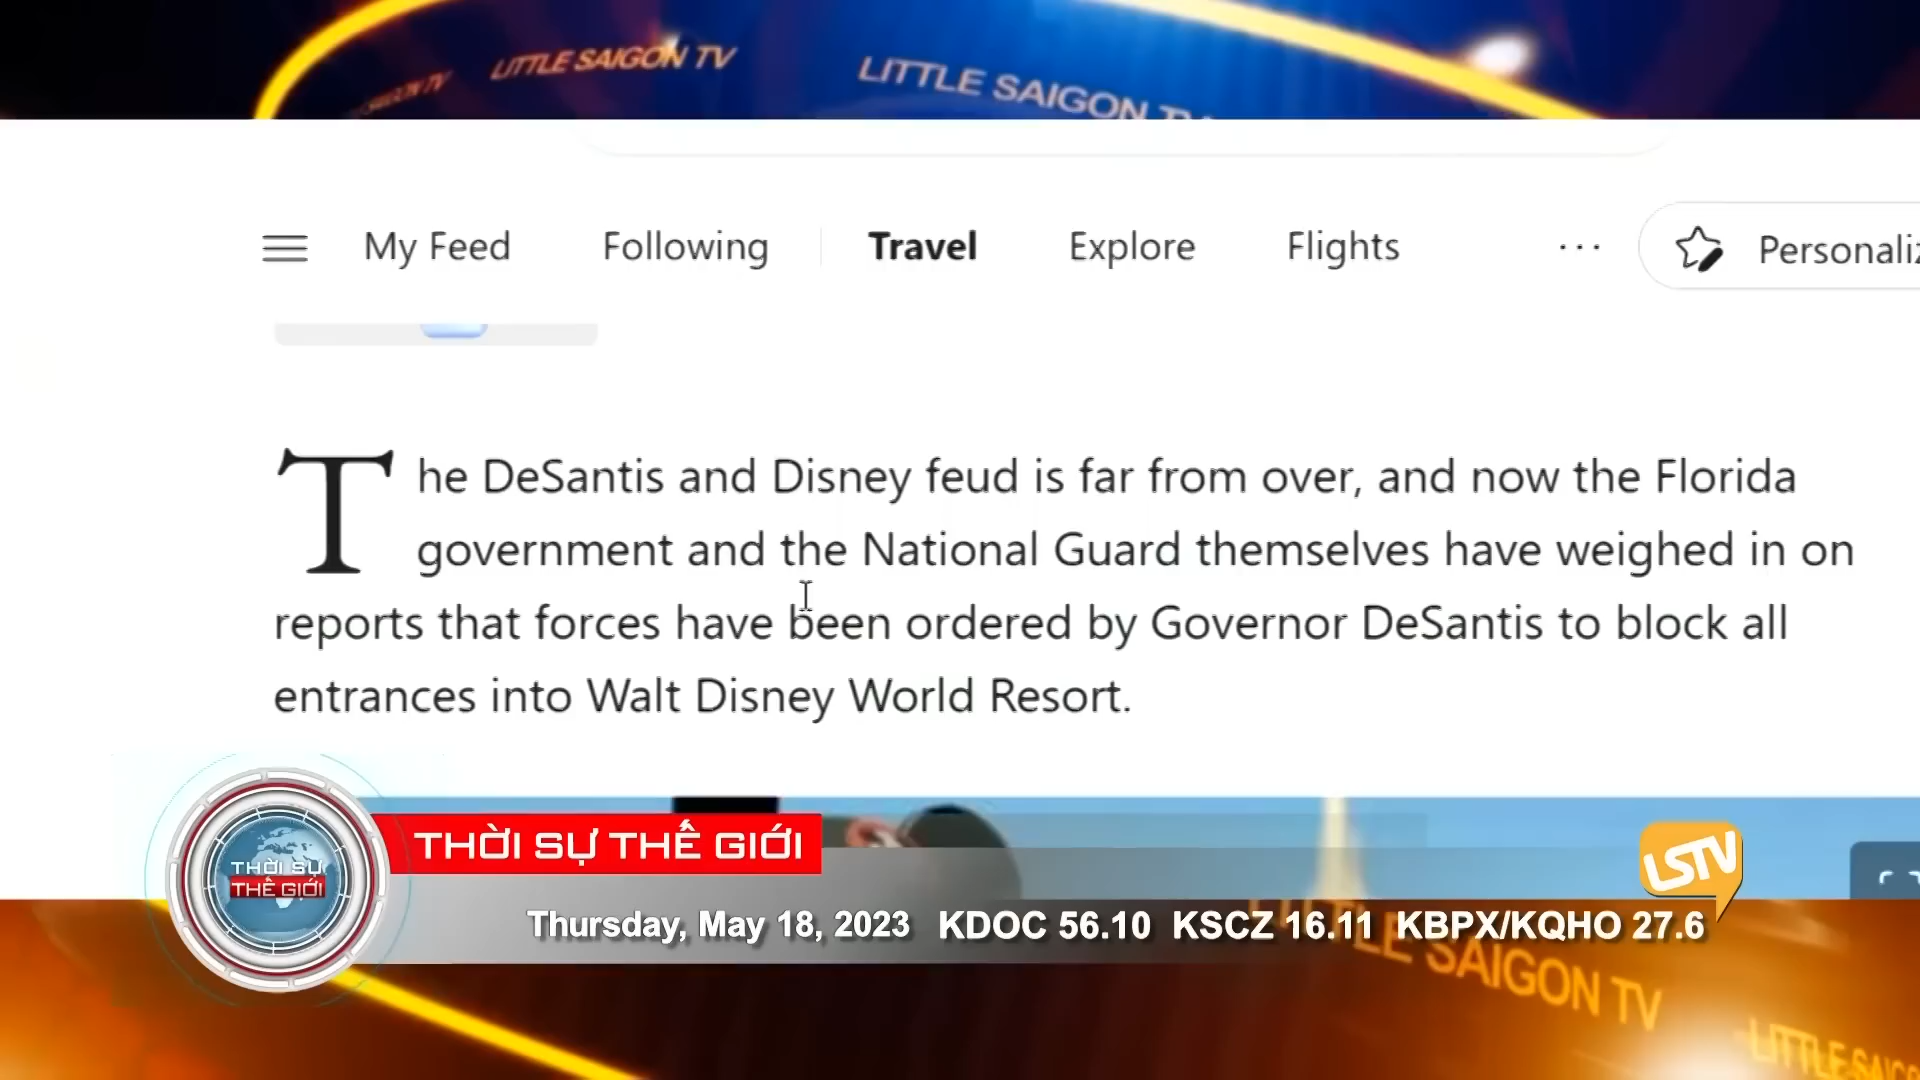 SAIGON TV
LITTLE SAIGON TV
LITTLE SAIGON TV
My Feed
Following
Travel
Explore
Flights
...
The DeSantis and Disney feud is far from over, and now the Florida
government and the National Guard themselves have weighed in on
reports that forces have been ordered by Governor DeSantis to block all
entrances into Walt Disney World Resort.
THỜI SỰ THẾ GIỚI
THỜI SỰ
THẾ GIỚI
LSTV
Thursday, May 18, 2023 KDOC 56.10 KSCZ 16.11 KBPX/KQHO 27.6
SAIGON TV